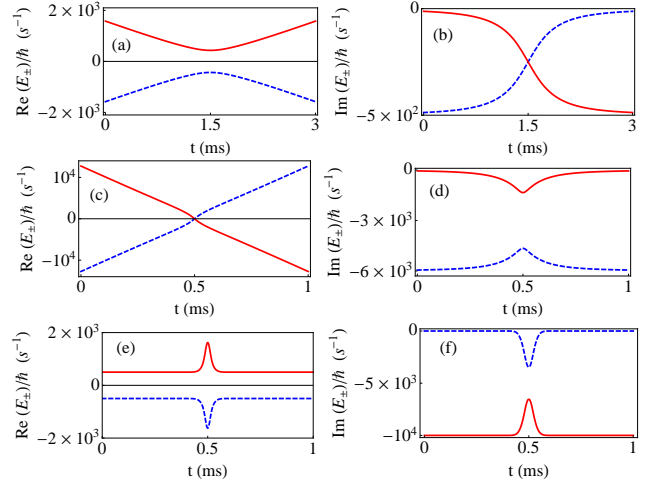 Re (E±)/ħ (s⁻¹)
2 × 10³
0
−2 × 10³
(a)
0
1.5
3
t (ms)
Im (E±)/ħ (s⁻¹)
0
−5 × 10²
(b)
0
1.5
3
t (ms)
Re (E±)/ħ (s⁻¹)
10⁴
0
−10⁴
(c)
0
0.5
1
t (ms)
Im (E±)/ħ (s⁻¹)
0
−3 × 10³
−6 × 10³
(d)
0
0.5
1
t (ms)
Re (E±)/ħ (s⁻¹)
2 × 10³
0
−2 × 10³
(e)
0
0.5
1
t (ms)
Im (E±)/ħ (s⁻¹)
0
−5 × 10³
−10⁴
(f)
0
0.5
1
t (ms)